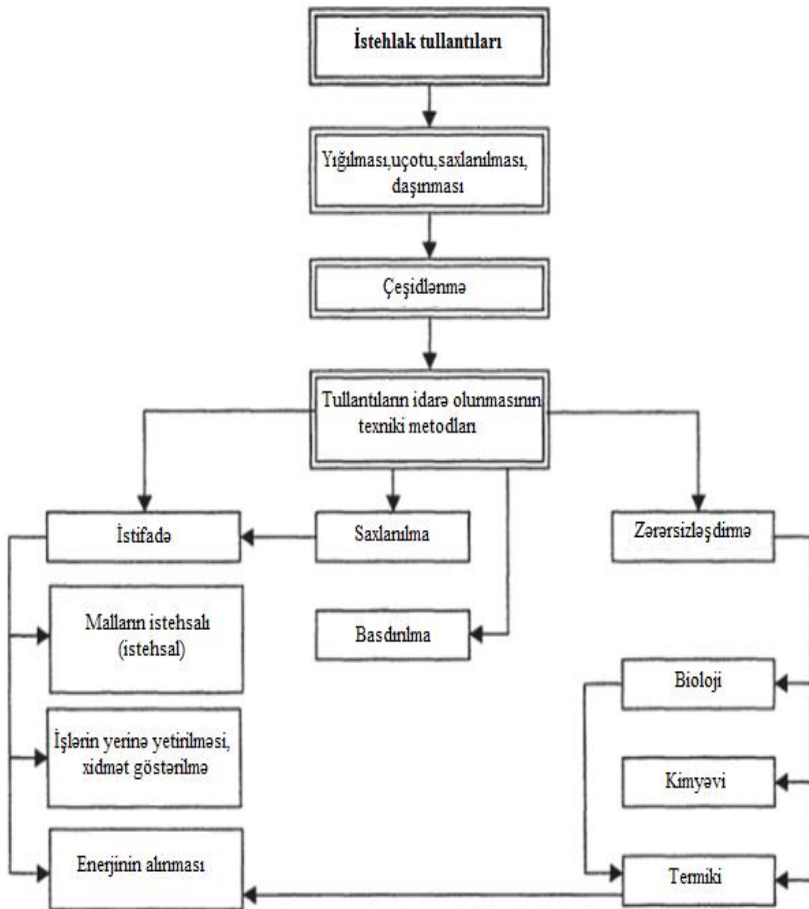 İstehlak tullantıları
Yığılması,uçotu,saxlanılması,
daşınması
Çeşidlənmə
Tullantıların idarə olunmasının
texniki metodları
İstifadə
Saxlanılma
Zərərsizləşdirmə
Malların istehsalı
(istehsal)
Basdırılma
Bioloji
İşlərin yerinə yetirilməsi,
xidmət göstərilmə
Kimyəvi
Enerjinin alınması
Termiki